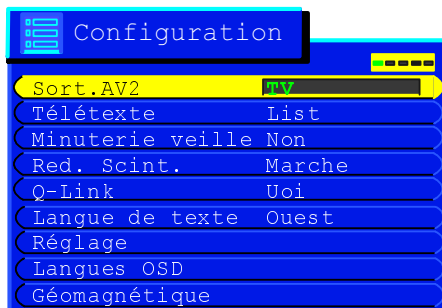 Configuration
Sort.AV2 TV
Télétexte List
Minuterie veille Non
Red. Scint. Marche
Q-Link Uoi
Langue de texte Ouest
Réglage
Langues OSD
Géomagnétique